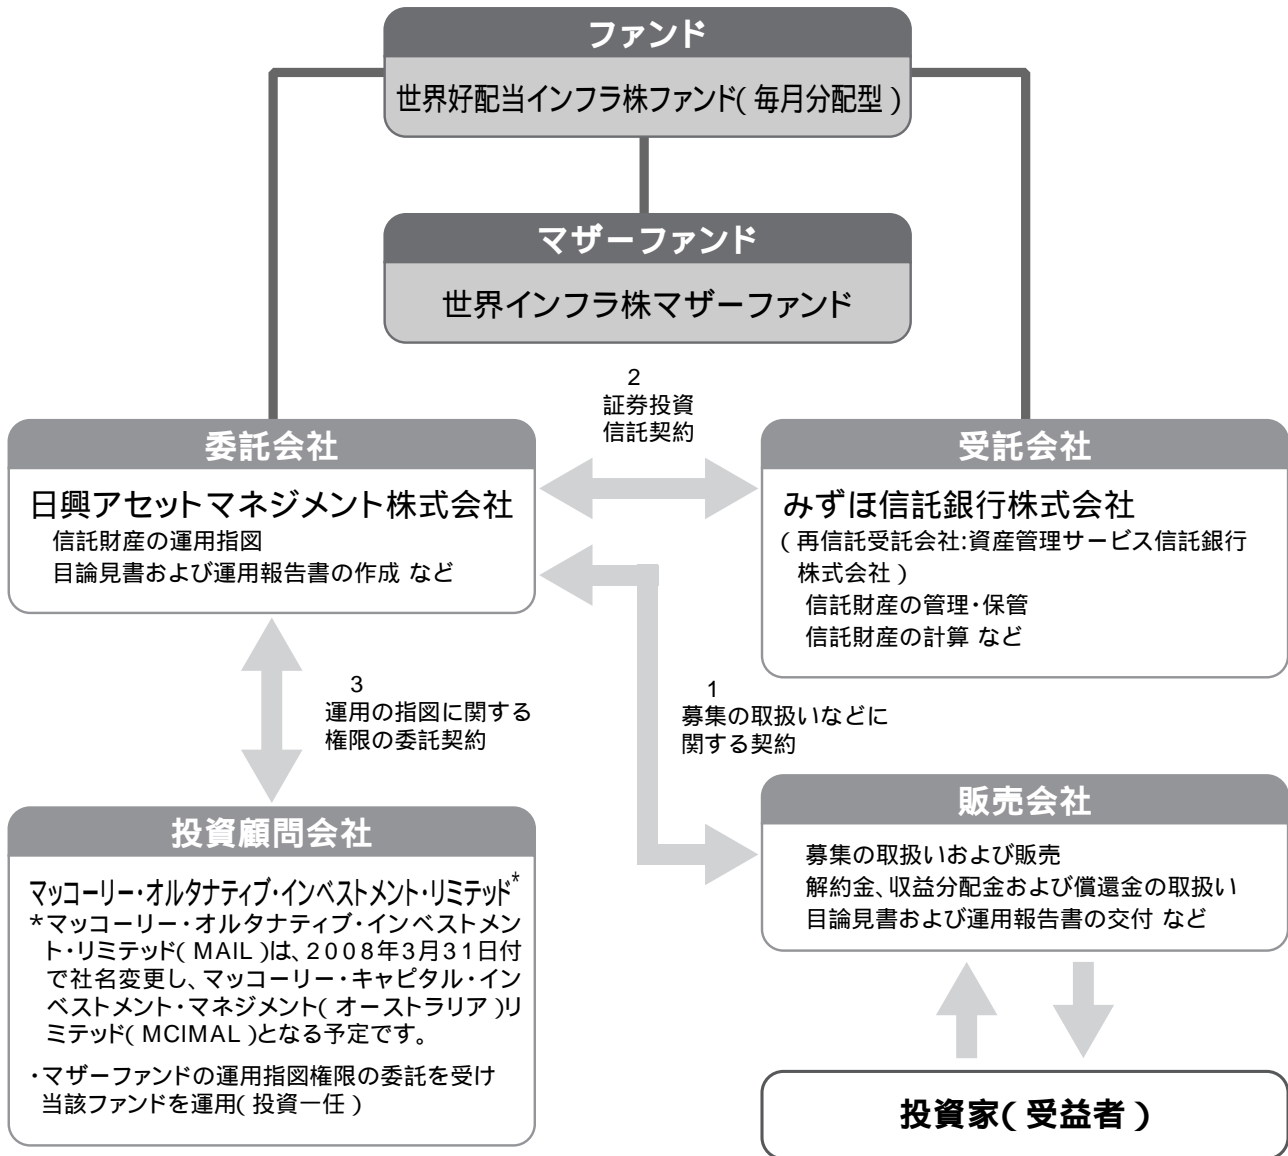 ファンド
世界好配当インフラ株ファンド(毎月分配型)
マザーファンド
世界インフラ株マザーファンド
2
証券投資
信託契約
委託会社
日興アセットマネジメント株式会社
信託財産の運用指図
目論見書および運用報告書の作成 など
受託会社
みずほ信託銀行株式会社
(再信託受託会社:資産管理サービス信託銀行
株式会社)
信託財産の管理・保管
信託財産の計算 など
3
運用の指図に関する
権限の委託契約
1
募集の取扱いなどに
関する契約
投資顧問会社
マッコーリー・オルタナティブ・インベストメント・リミテッド*
*マッコーリー・オルタナティブ・インベストメン
ト・リミテッド(MAIL)は、2008年3月31日付
で社名変更し、マッコーリー・キャピタル・イン
ベストメント・マネジメント(オーストラリア)リ
ミテッド(MCIMAL)となる予定です。
・マザーファンドの運用指図権限の委託を受け
当該ファンドを運用(投資一任)
販売会社
募集の取扱いおよび販売
解約金、収益分配金および償還金の取扱い
目論見書および運用報告書の交付 など
投資家(受益者)